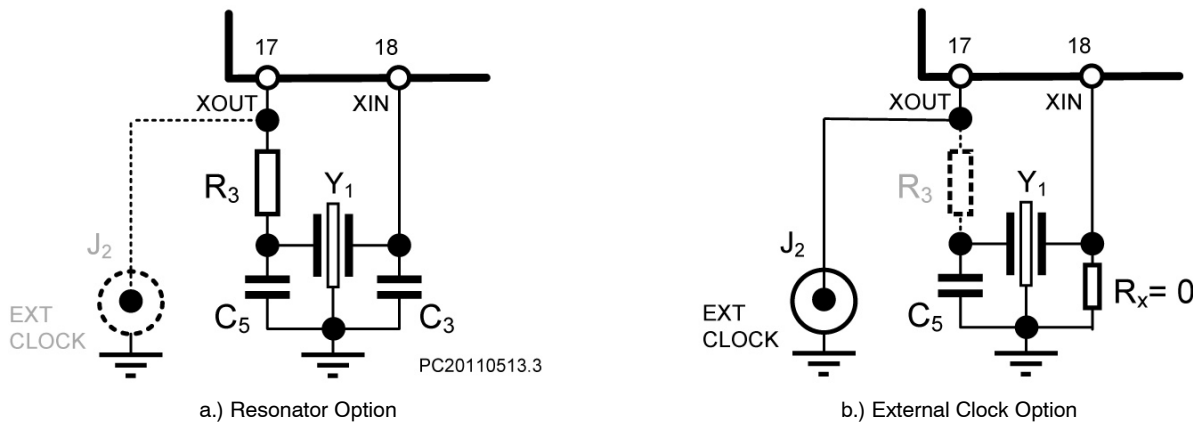 17
18
XOUT
XIN
R3
Y1
J2
EXT
CLOCK
C5
C3
PC20110513.3
a.) Resonator Option
17
18
XOUT
XIN
R3
Y1
J2
EXT
CLOCK
C5
Rx= 0
b.) External Clock Option